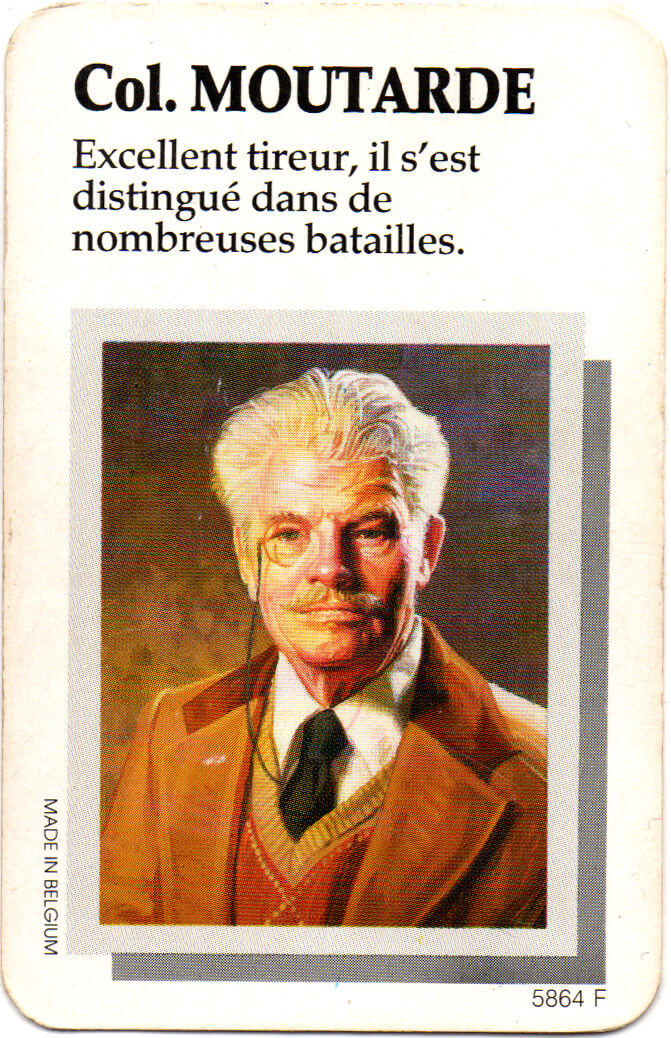 Col. MOUTARDE
Excellent tireur, il s’est
distingué dans de
nombreuses batailles.
MADE IN BELGIUM
5864 F